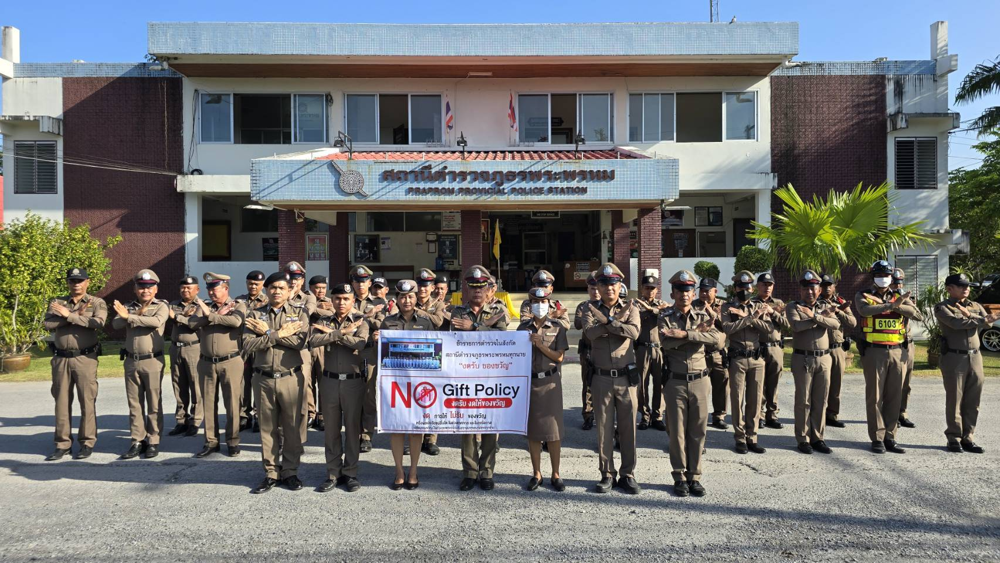 สถานีตำรวจภูธรพระพรหม
PRAPROM PROVICIAL POLICE STATION
ข้าราชการตำรวจในสังกัด
สถานีตำรวจภูธรพระพรหมทุกนาย
“งดรับ ของขวัญ”
NO Gift Policy
งดรับ งดให้ของขวัญ
งด การให้ ไม่รับ ของขวัญ
6103